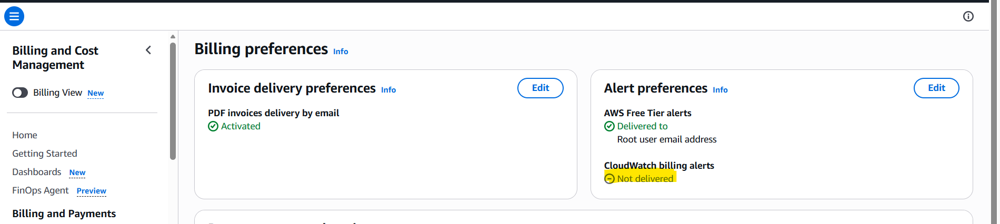 Billing and Cost
Management
Billing View New
Home
Getting Started
Dashboards New
FinOps Agent Preview
Billing and Payments
Billing preferences Info
Invoice delivery preferences Info
Edit
PDF invoices delivery by email
Activated
Alert preferences Info
Edit
AWS Free Tier alerts
Delivered to
Root user email address
CloudWatch billing alerts
Not delivered